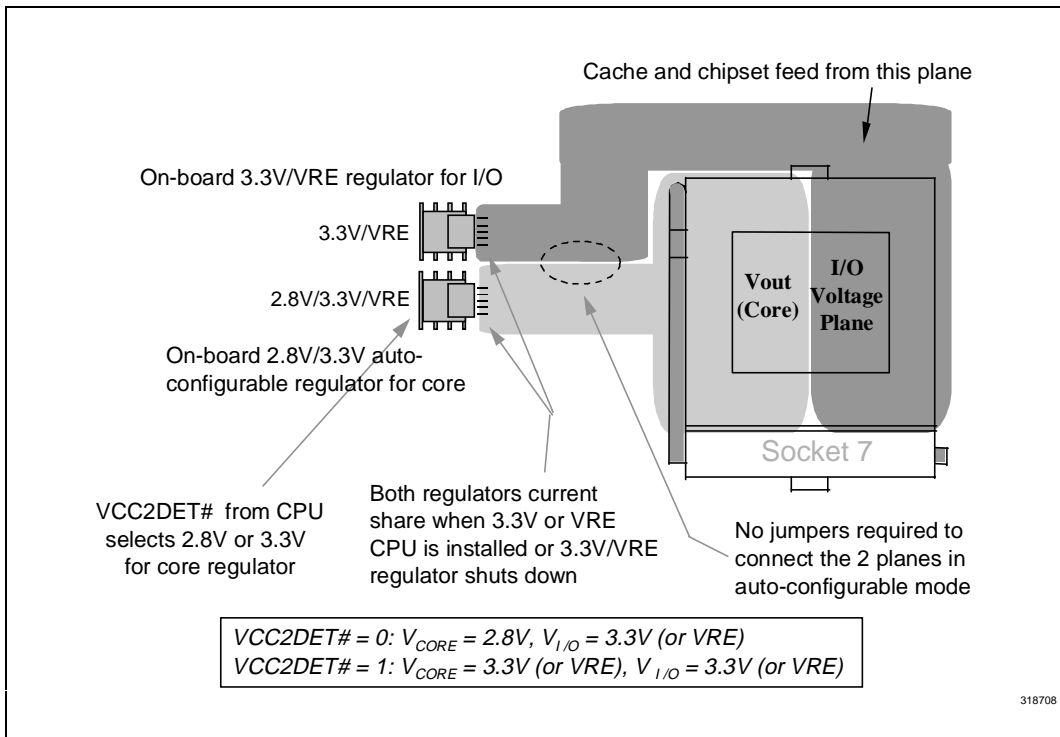 Cache and chipset feed from this plane
On-board 3.3V/VRE regulator for I/O
3.3V/VRE
2.8V/3.3V/VRE
On-board 2.8V/3.3V auto-
configurable regulator for core
Vout
(Core)
I/O
Voltage
Plane
Socket 7
VCC2DET# from CPU
selects 2.8V or 3.3V
for core regulator
Both regulators current
share when 3.3V or VRE
CPU is installed or 3.3V/VRE
regulator shuts down
No jumpers required to
connect the 2 planes in
auto-configurable mode
VCC2DET# = 0: V_CORE = 2.8V, V_I/O = 3.3V (or VRE)
VCC2DET# = 1: V_CORE = 3.3V (or VRE), V_I/O = 3.3V (or VRE)
318708